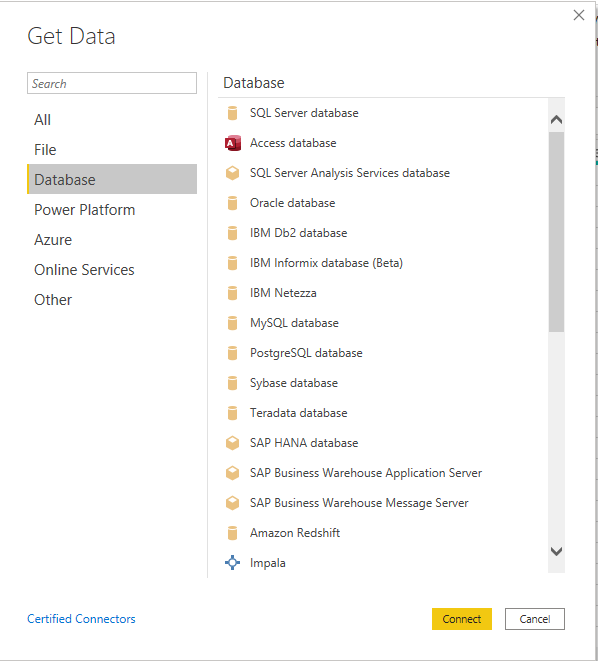 Get Data
Search
All
File
Database
Power Platform
Azure
Online Services
Other
Database
SQL Server database
Access database
SQL Server Analysis Services database
Oracle database
IBM Db2 database
IBM Informix database (Beta)
IBM Netezza
MySQL database
PostgreSQL database
Sybase database
Teradata database
SAP HANA database
SAP Business Warehouse Application Server
SAP Business Warehouse Message Server
Amazon Redshift
Impala
Certified Connectors
Connect
Cancel